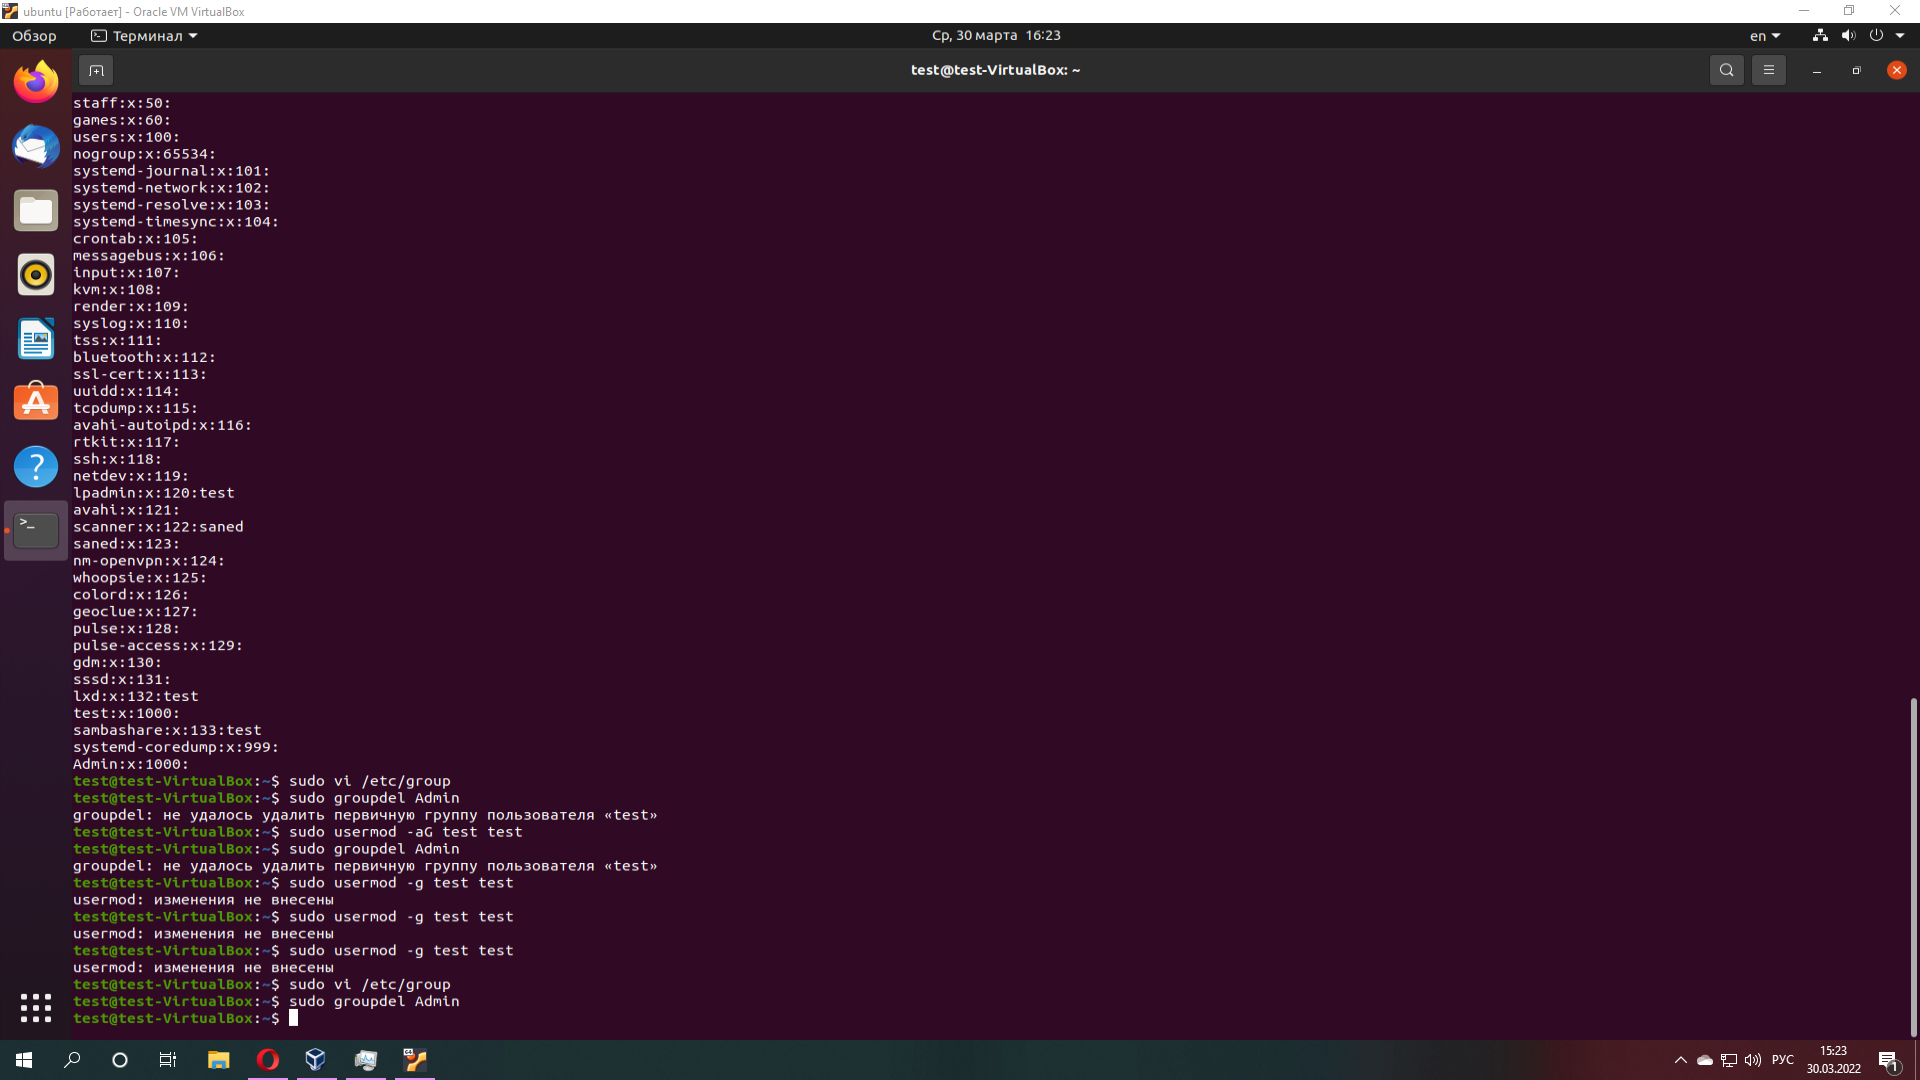 ubuntu [Работает] - Oracle VM VirtualBox
Обзор
Терминал
Ср, 30 марта 16:23
en
test@test-VirtualBox: ~
staff:x:50:
games:x:60:
users:x:100:
nogroup:x:65534:
systemd-journal:x:101:
systemd-network:x:102:
systemd-resolve:x:103:
systemd-timesync:x:104:
crontab:x:105:
messagebus:x:106:
input:x:107:
kvm:x:108:
render:x:109:
syslog:x:110:
tss:x:111:
bluetooth:x:112:
ssl-cert:x:113:
uuidd:x:114:
tcpdump:x:115:
avahi-autoipd:x:116:
rtkit:x:117:
ssh:x:118:
netdev:x:119:
lpadmin:x:120:test
avahi:x:121:
scanner:x:122:saned
saned:x:123:
nm-openvpn:x:124:
whoopsie:x:125:
colord:x:126:
geoclue:x:127:
pulse:x:128:
pulse-access:x:129:
gdm:x:130:
sssd:x:131:
lxd:x:132:test
test:x:1000:
sambashare:x:133:test
systemd-coredump:x:999:
Admin:x:1000:
test@test-VirtualBox:~$ sudo vi /etc/group
test@test-VirtualBox:~$ sudo groupdel Admin
groupdel: не удалось удалить первичную группу пользователя «test»
test@test-VirtualBox:~$ sudo usermod -aG test test
test@test-VirtualBox:~$ sudo groupdel Admin
groupdel: не удалось удалить первичную группу пользователя «test»
test@test-VirtualBox:~$ sudo usermod -g test test
usermod: изменения не внесены
test@test-VirtualBox:~$ sudo usermod -g test test
usermod: изменения не внесены
test@test-VirtualBox:~$ sudo usermod -g test test
usermod: изменения не внесены
test@test-VirtualBox:~$ sudo vi /etc/group
test@test-VirtualBox:~$ sudo groupdel Admin
test@test-VirtualBox:~$
РУС
15:23
30.03.2022
1